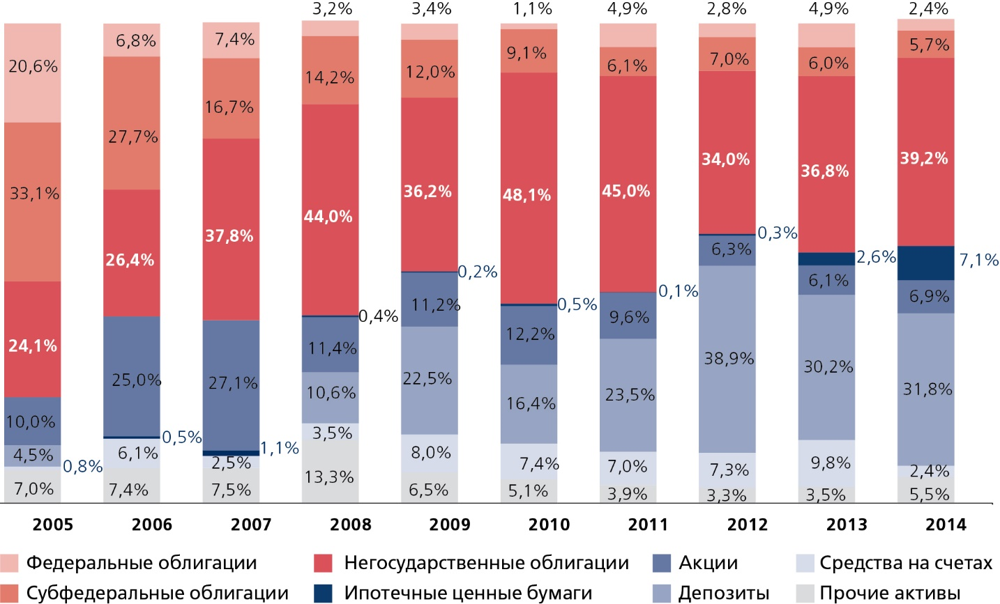 3,2% 3,4% 1,1% 4,9% 2,8% 4,9% 2,4%
20,6% 6,8% 7,4% 14,2% 12,0% 9,1% 6,1% 7,0% 6,0% 5,7%
33,1% 27,7% 16,7% 44,0% 36,2% 48,1% 45,0% 34,0% 36,8% 39,2%
24,1% 26,4% 37,8% 0,4% 0,2% 0,5% 0,1% 0,3% 2,6% 7,1%
10,0% 25,0% 27,1% 11,4% 11,2% 12,2% 9,6% 6,3% 6,1% 6,9%
4,5% 0,5% 1,1% 10,6% 22,5% 16,4% 23,5% 38,9% 30,2% 31,8%
0,8% 6,1% 2,5% 3,5% 8,0% 7,4% 7,0% 7,3% 9,8% 2,4%
7,0% 7,4% 7,5% 13,3% 6,5% 5,1% 3,9% 3,3% 3,5% 5,5%
2005 2006 2007 2008 2009 2010 2011 2012 2013 2014
Федеральные облигации Негосударственные облигации Акции Средства на счетах
Субфедеральные облигации Ипотечные ценные бумаги Депозиты Прочие активы